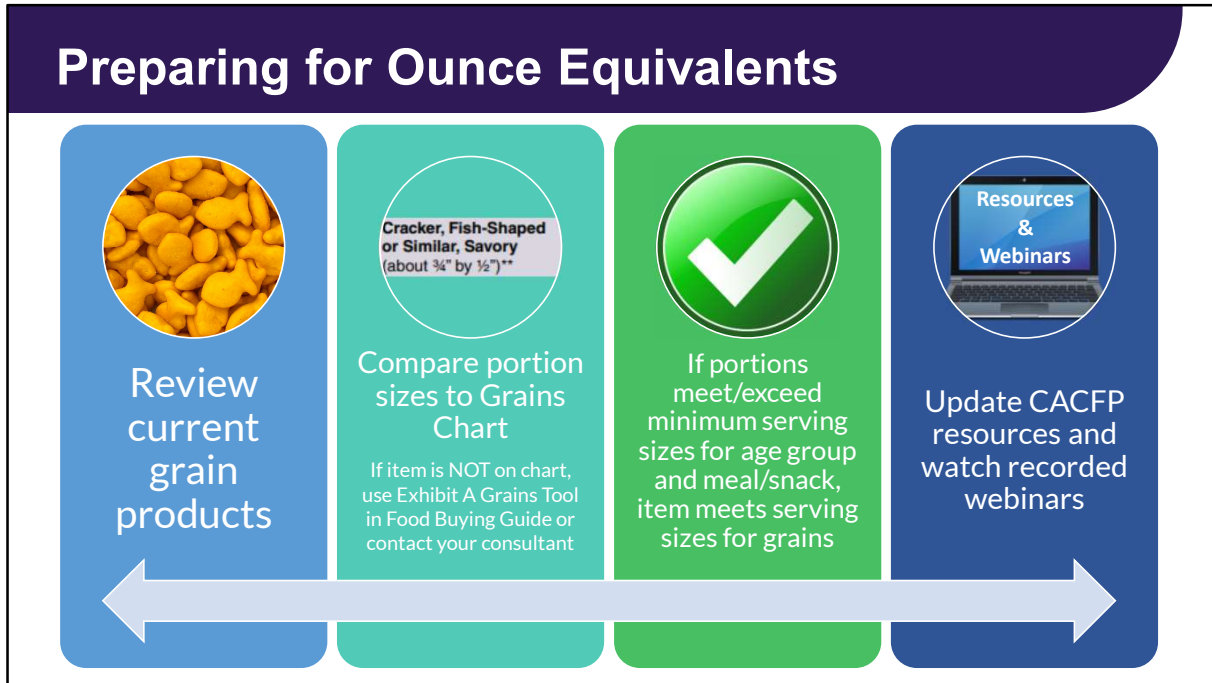 Preparing for Ounce Equivalents
Review
current
grain
products
Cracker, Fish-Shaped
or Similar, Savory
(about ¾" by ½")**
Compare portion
sizes to Grains
Chart
If item is NOT on chart,
use Exhibit A Grains Tool
in Food Buying Guide or
contact your consultant
If portions
meet/exceed
minimum serving
sizes for age group
and meal/snack,
item meets serving
sizes for grains
Resources
&
Webinars
Update CACFP
resources and
watch recorded
webinars